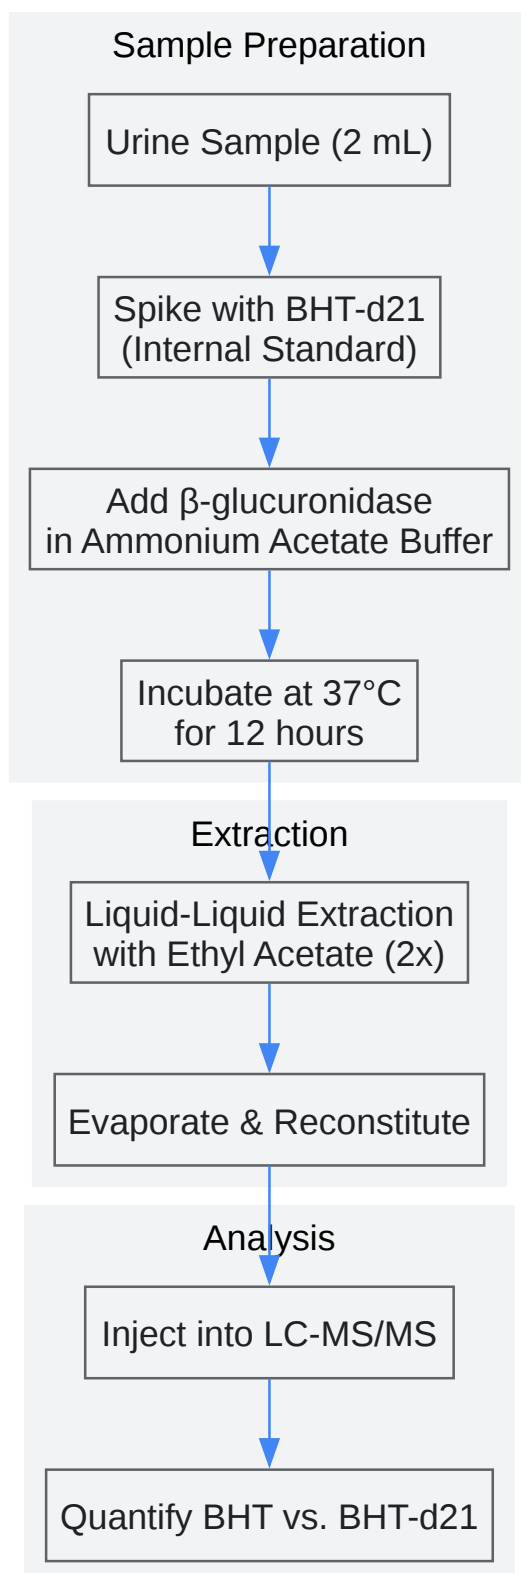 Sample Preparation
Urine Sample (2 mL)
Spike with BHT-d21
(Internal Standard)
Add β-glucuronidase
in Ammonium Acetate Buffer
Incubate at 37°C
for 12 hours
Extraction
Liquid-Liquid Extraction
with Ethyl Acetate (2x)
Evaporate & Reconstitute
Analysis
Inject into LC-MS/MS
Quantify BHT vs. BHT-d21